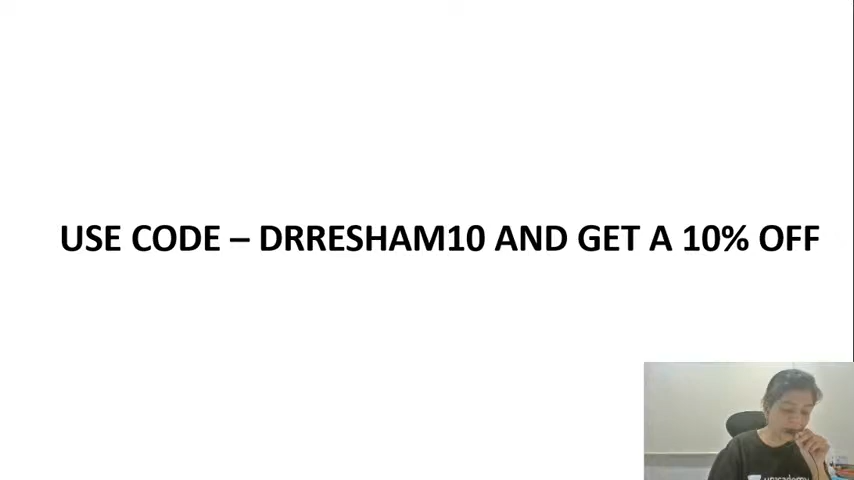 USE CODE – DRRESHAM10 AND GET A 10% OFF